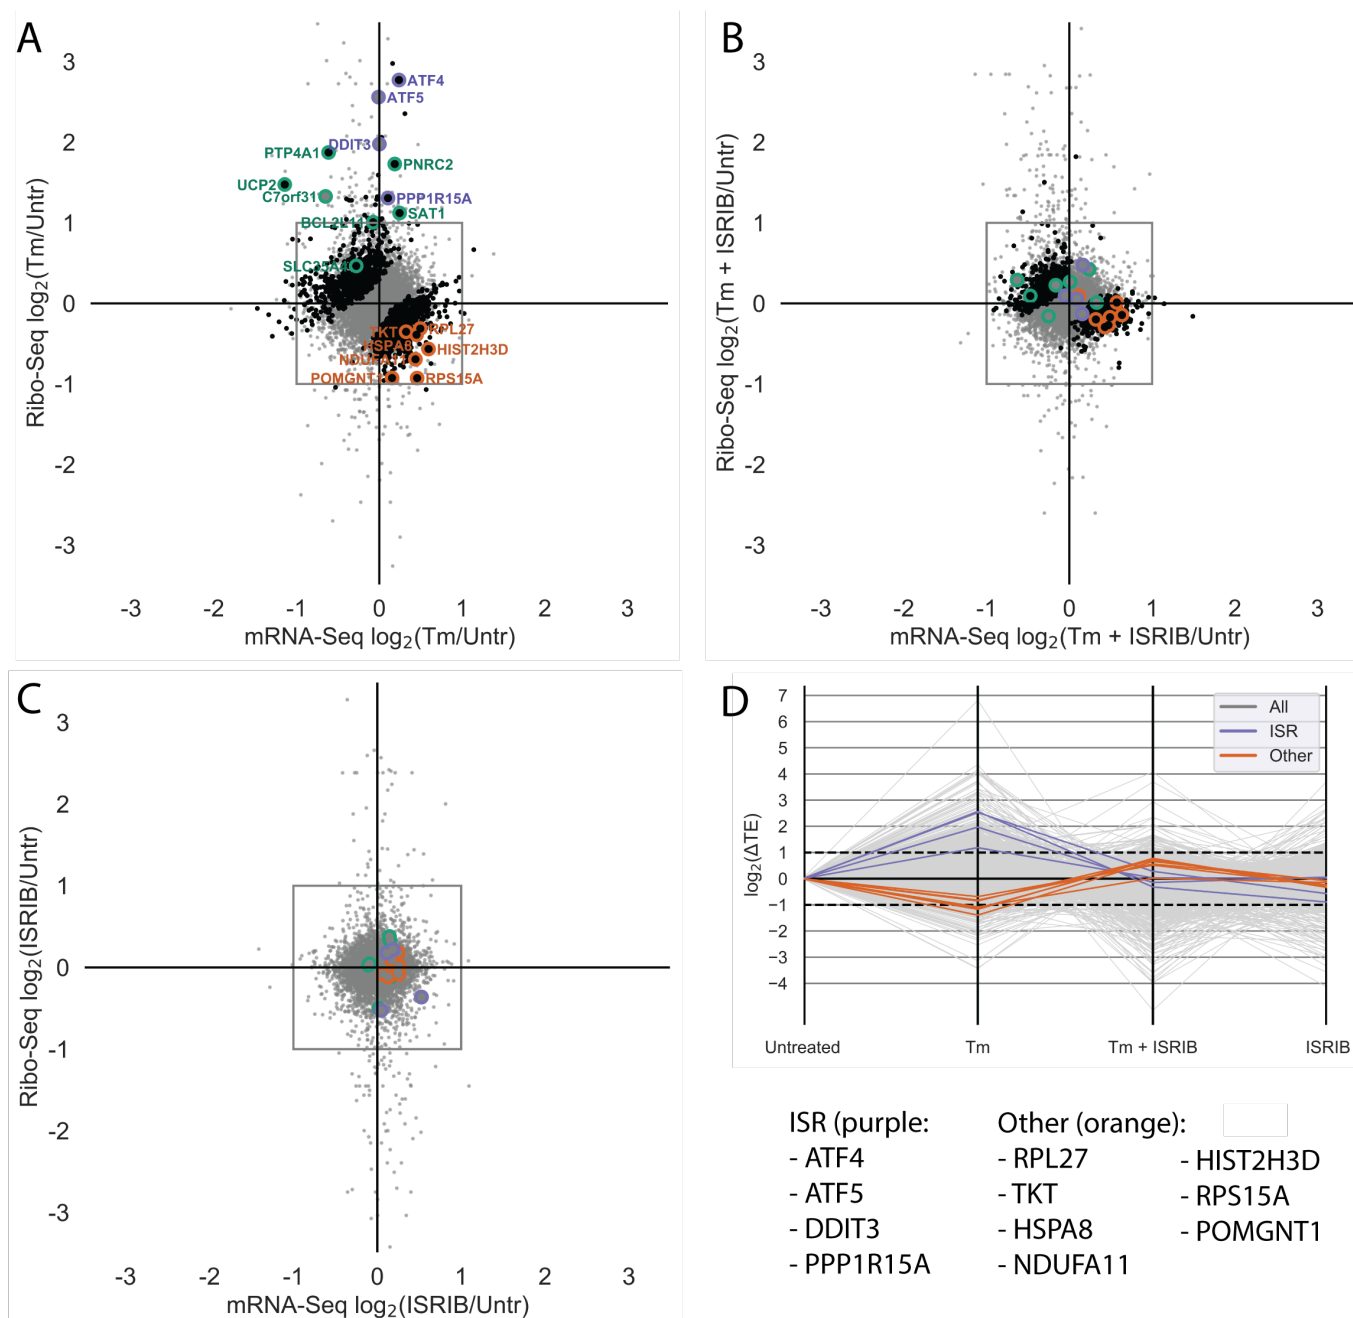 A
3
2
1
0
-1
-2
-3
Ribo-Seq log2(Tm/Untr)
ATF4
ATF5
DDIT3
PTP4A1
PNRC2
UCP2
C7orf31
PPP1R15A
SAT1
BCL2L11
SLC35A4
TKT
RPL27
HSPA8
HIST2H3D
NDUFA11
POMGNT1
RPS15A
-3 -2 -1 0 1 2 3
mRNA-Seq log2(Tm/Untr)
B
3
2
1
0
-1
-2
-3
Ribo-Seq log2(Tm + ISRIB/Untr)
-3 -2 -1 0 1 2 3
mRNA-Seq log2(Tm + ISRIB/Untr)
C
3
2
1
0
-1
-2
-3
Ribo-Seq log2(ISRIB/Untr)
-3 -2 -1 0 1 2 3
mRNA-Seq log2(ISRIB/Untr)
D
7
6
5
4
3
2
1
0
−1
−2
−3
−4
log2(ΔTE)
All
ISR
Other
Untreated Tm Tm + ISRIB ISRIB
ISR (purple:
- ATF4
- ATF5
- DDIT3
- PPP1R15A
Other (orange):
- RPL27
- TKT
- HSPA8
- NDUFA11
- HIST2H3D
- RPS15A
- POMGNT1